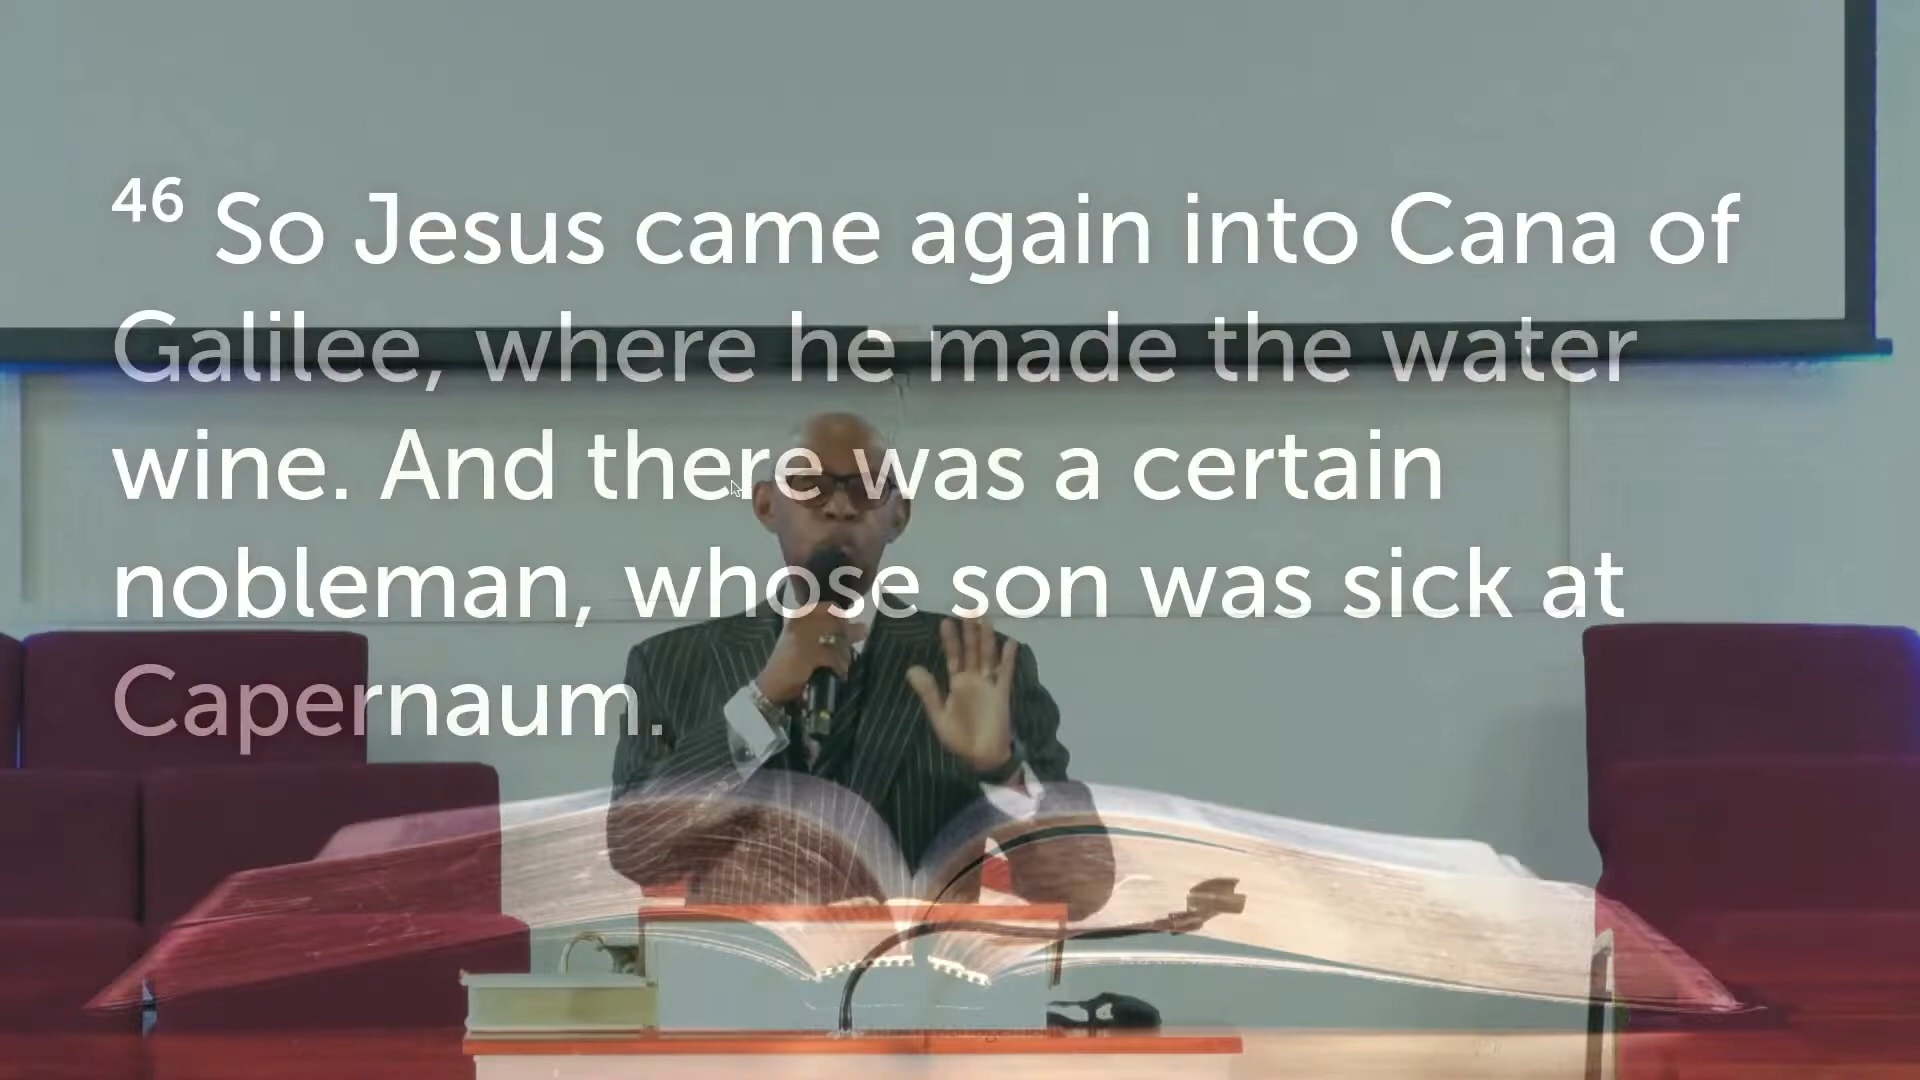 46 So Jesus came again into Cana of
Galilee, where he made the water
wine. And there was a certain
nobleman, whose son was sick at
Capernaum.